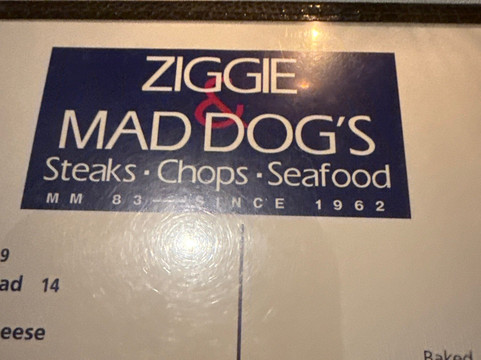 ZIGGIE
&
MAD DOG'S
Steaks · Chops · Seafood
MM 83 — SINCE 1962
9
ad 14
eese
Baked